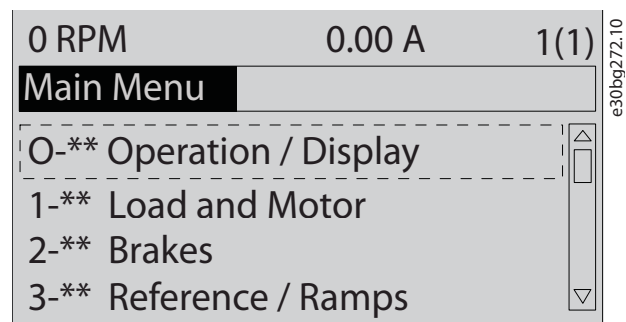 0 RPM 0.00 A 1(1)
Main Menu
O-** Operation / Display
1-** Load and Motor
2-** Brakes
3-** Reference / Ramps
e30bg272.10